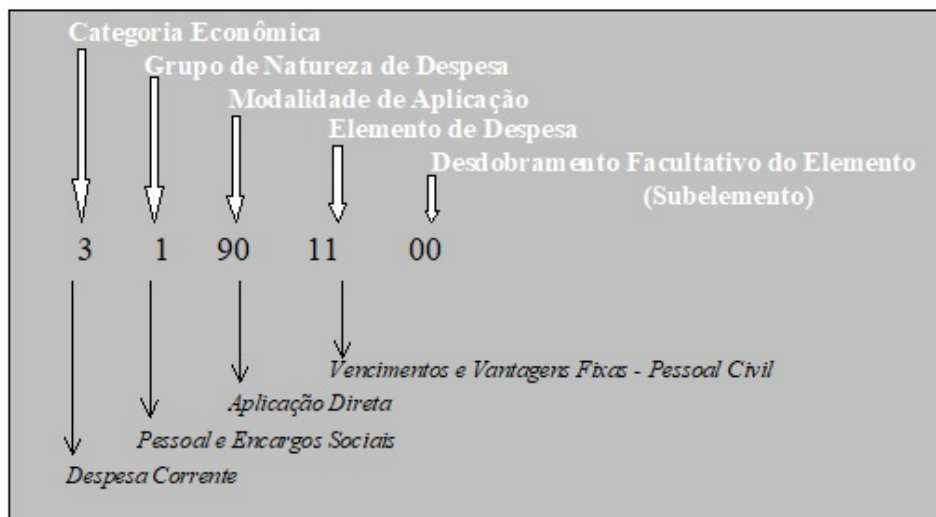 Categoria Econômica
Grupo de Natureza de Despesa
Modalidade de Aplicação
Elemento de Despesa
Desdobramento Facultativo do Elemento
(Subelemento)
3 1 90 11 00
Vencimentos e Vantagens Fixas - Pessoal Civil
Aplicação Direta
Pessoal e Encargos Sociais
Despesa Corrente